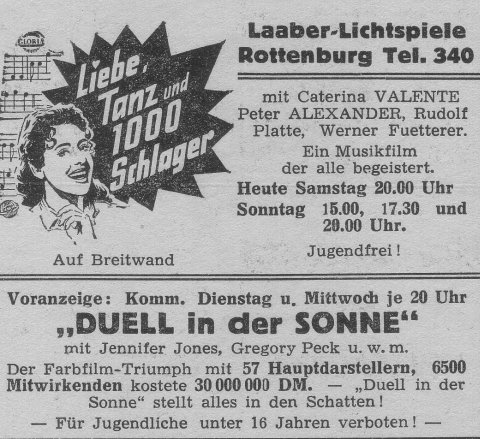 GLORIA
Liebe,
Tanz und
1000
Schlager
Auf Breitwand
Laaber-Lichtspiele
Rottenburg Tel. 340
mit Caterina VALENTE
Peter ALEXANDER, Rudolf
Platte, Werner Fuetterer.
Ein Musikfilm
der alle begeistert.
Heute Samstag 20.00 Uhr
Sonntag 15.00, 17.30 und
20.00 Uhr.
Jugendfrei!
Voranzeige: Komm. Dienstag u. Mittwoch je 20 Uhr
„DUELL in der SONNE“
mit Jennifer Jones, Gregory Peck u. w. m.
Der Farbfilm-Triumph mit 57 Hauptdarstellern, 6500
Mitwirkenden kostete 30 000 000 DM. — „Duell in der
Sonne“ stellt alles in den Schatten!
— Für Jugendliche unter 16 Jahren verboten! —